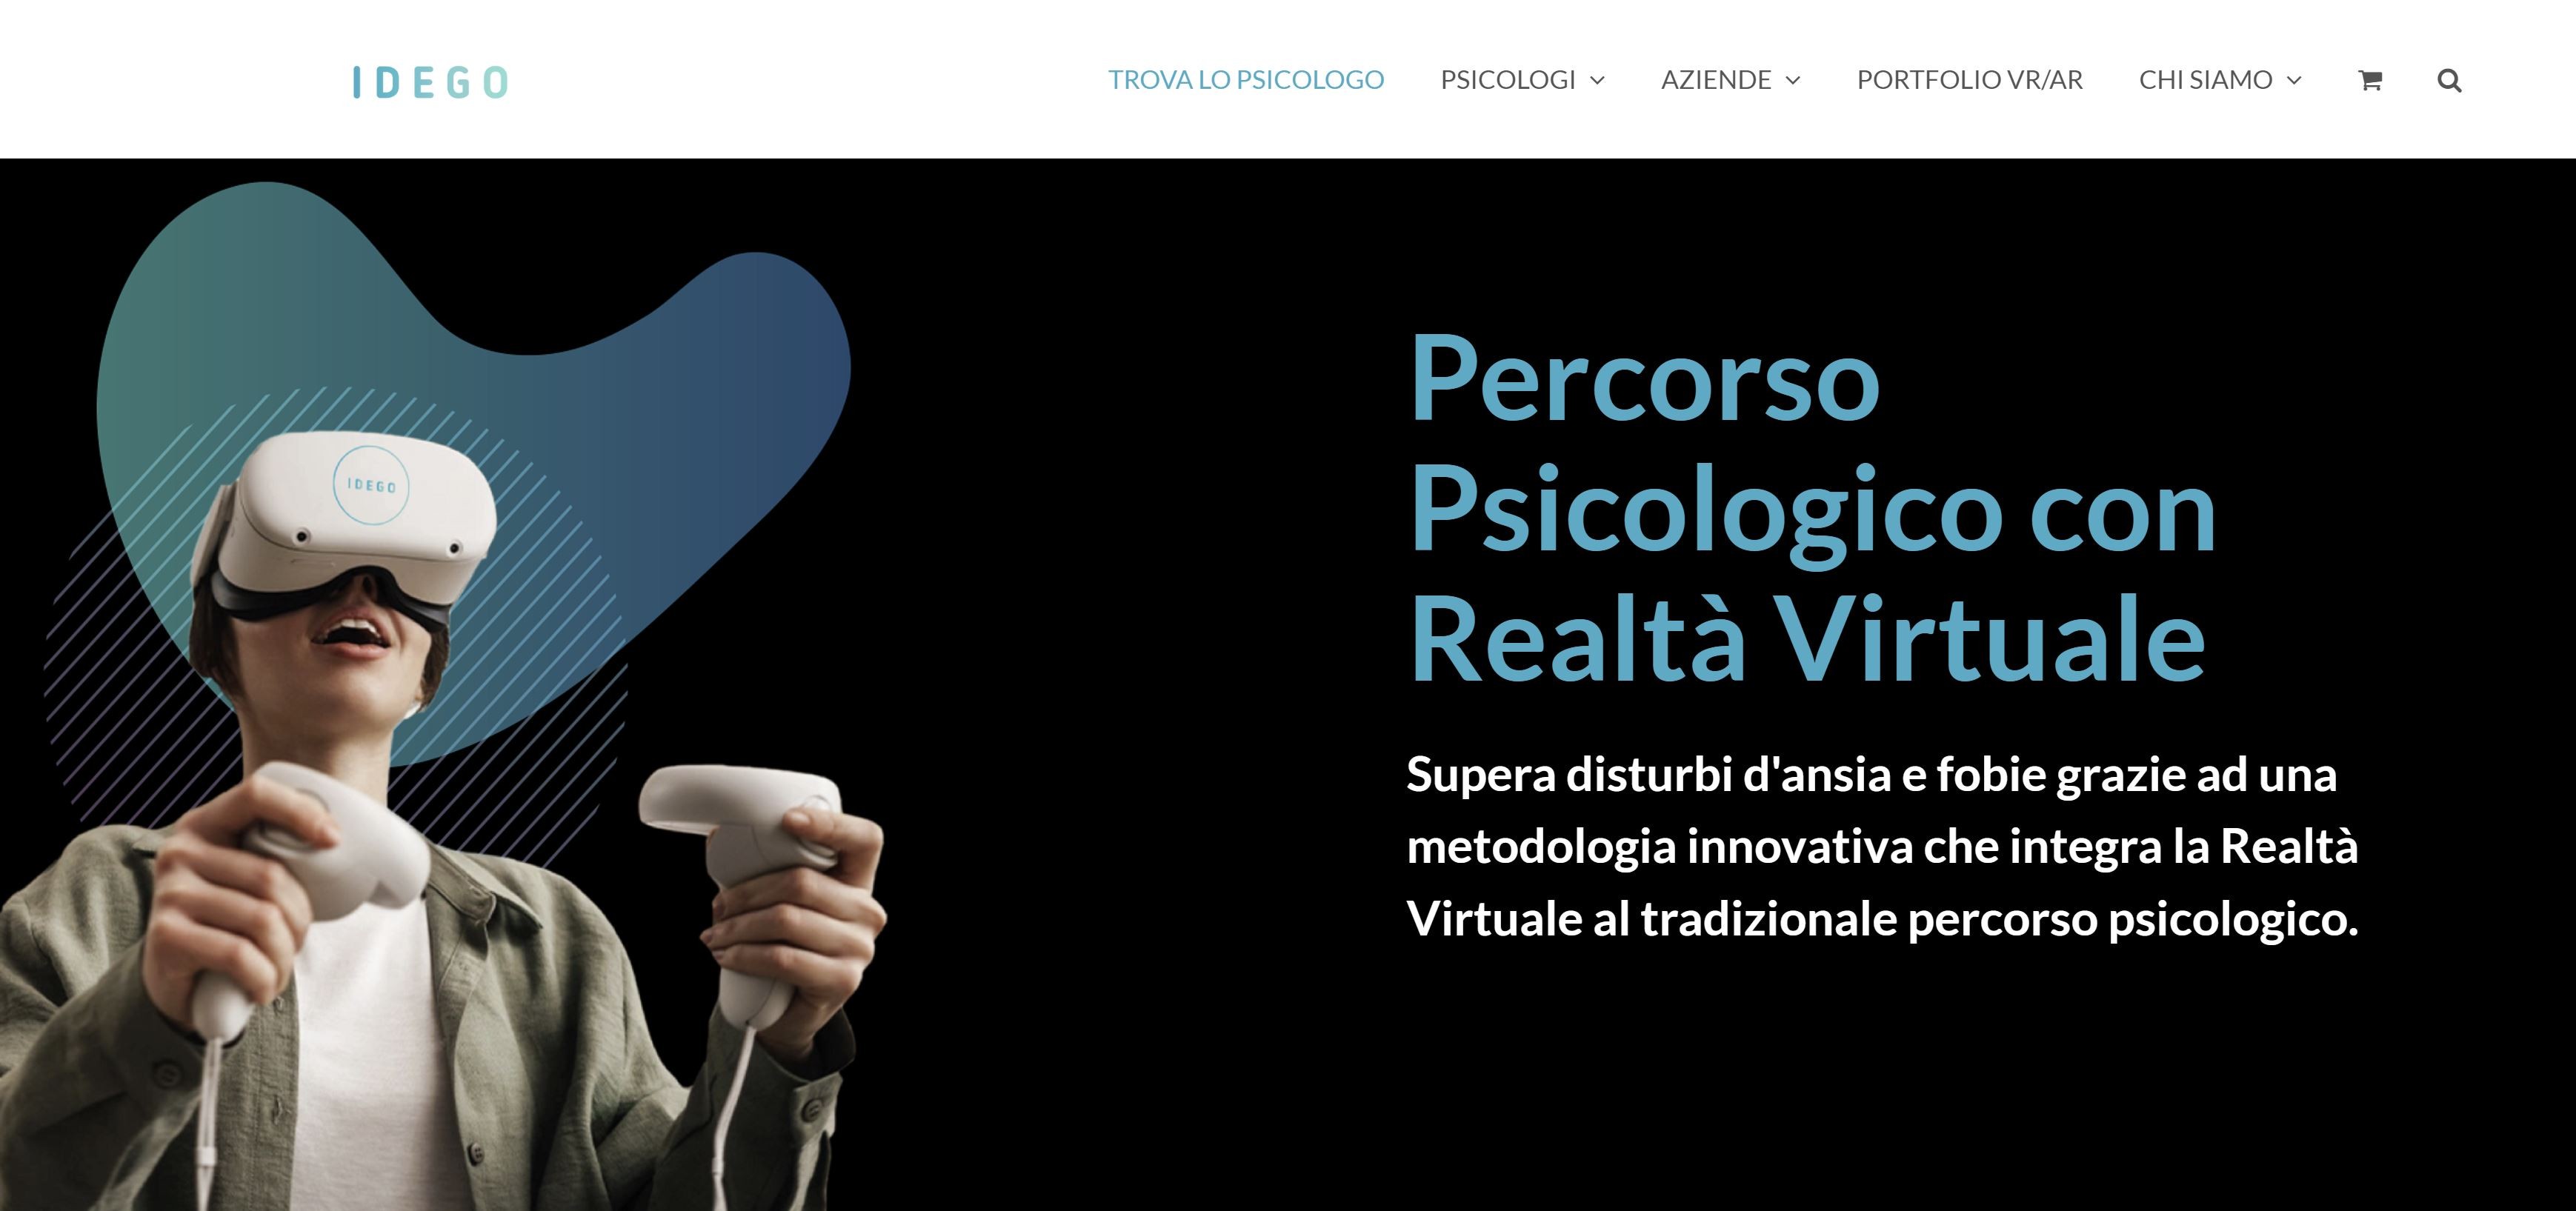 IDEGO
TROVA LO PSICOLOGO
PSICOLOGI
AZIENDE
PORTFOLIO VR/AR
CHI SIAMO
IDEGO
Percorso
Psicologico con
Realtà Virtuale
Supera disturbi d'ansia e fobie grazie ad una
metodologia innovativa che integra la Realtà
Virtuale al tradizionale percorso psicologico.